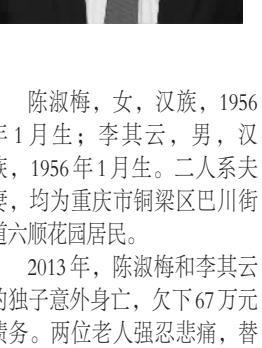 陈淑梅，女，汉族，1956
年1月生；李其云，男，汉
族，1956年1月生。二人系夫
妻，均为重庆市铜梁区巴川街
道六顺花园居民。
2013年，陈淑梅和李其云
的独子意外身亡，欠下67万元
债务。两位老人强忍悲痛，替